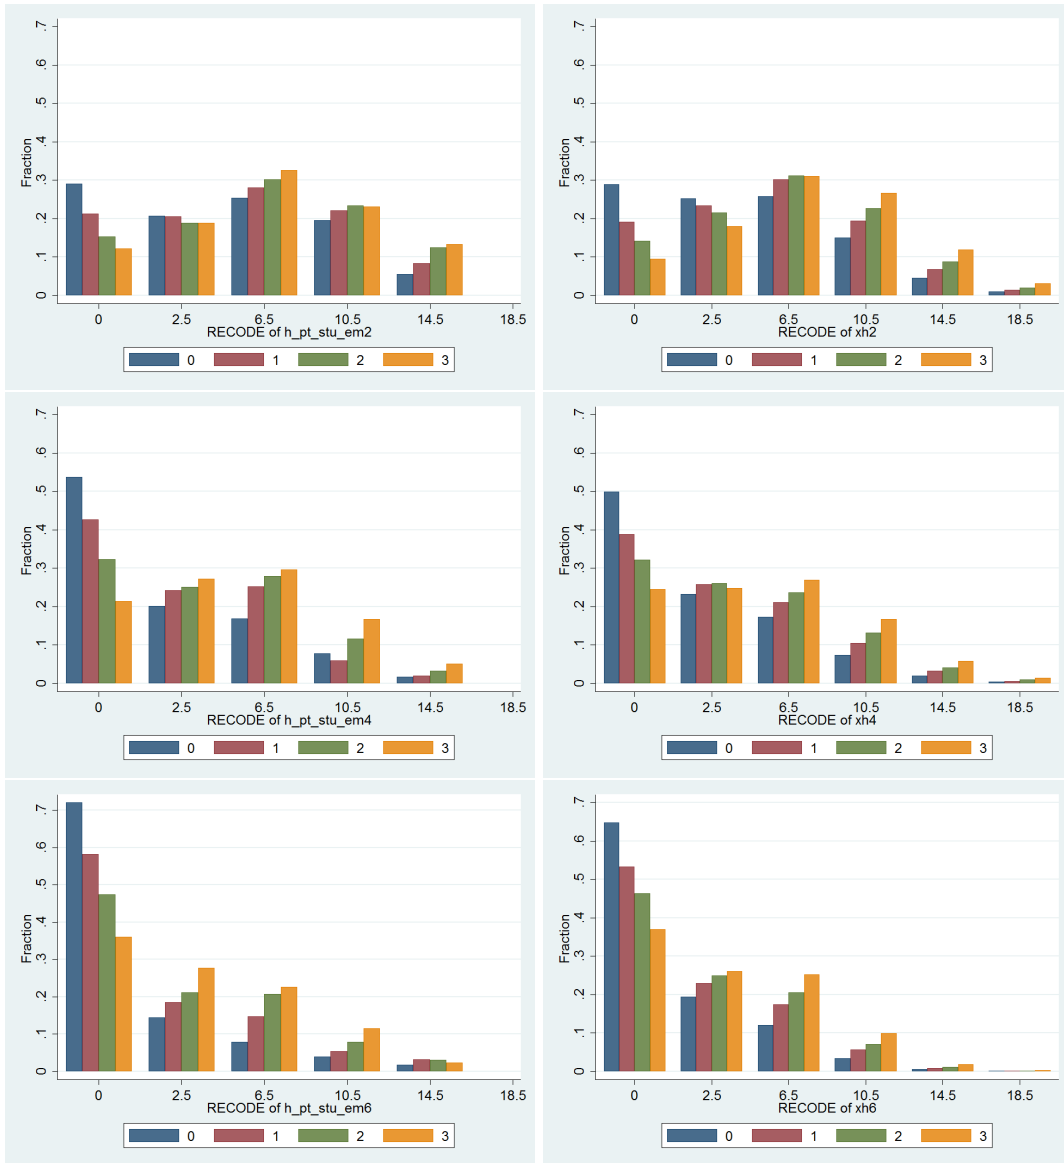 .7
.6
.5
.4
.3
.2
.1
0
Fraction
0 2.5 6.5 10.5 14.5 18.5
RECODE of h_pt_stu_em2
0 1 2 3
.7
.6
.5
.4
.3
.2
.1
0
Fraction
0 2.5 6.5 10.5 14.5 18.5
RECODE of xh2
0 1 2 3
.7
.6
.5
.4
.3
.2
.1
0
Fraction
0 2.5 6.5 10.5 14.5 18.5
RECODE of h_pt_stu_em4
0 1 2 3
.7
.6
.5
.4
.3
.2
.1
0
Fraction
0 2.5 6.5 10.5 14.5 18.5
RECODE of xh4
0 1 2 3
.7
.6
.5
.4
.3
.2
.1
0
Fraction
0 2.5 6.5 10.5 14.5 18.5
RECODE of h_pt_stu_em6
0 1 2 3
.7
.6
.5
.4
.3
.2
.1
0
Fraction
0 2.5 6.5 10.5 14.5 18.5
RECODE of xh6
0 1 2 3